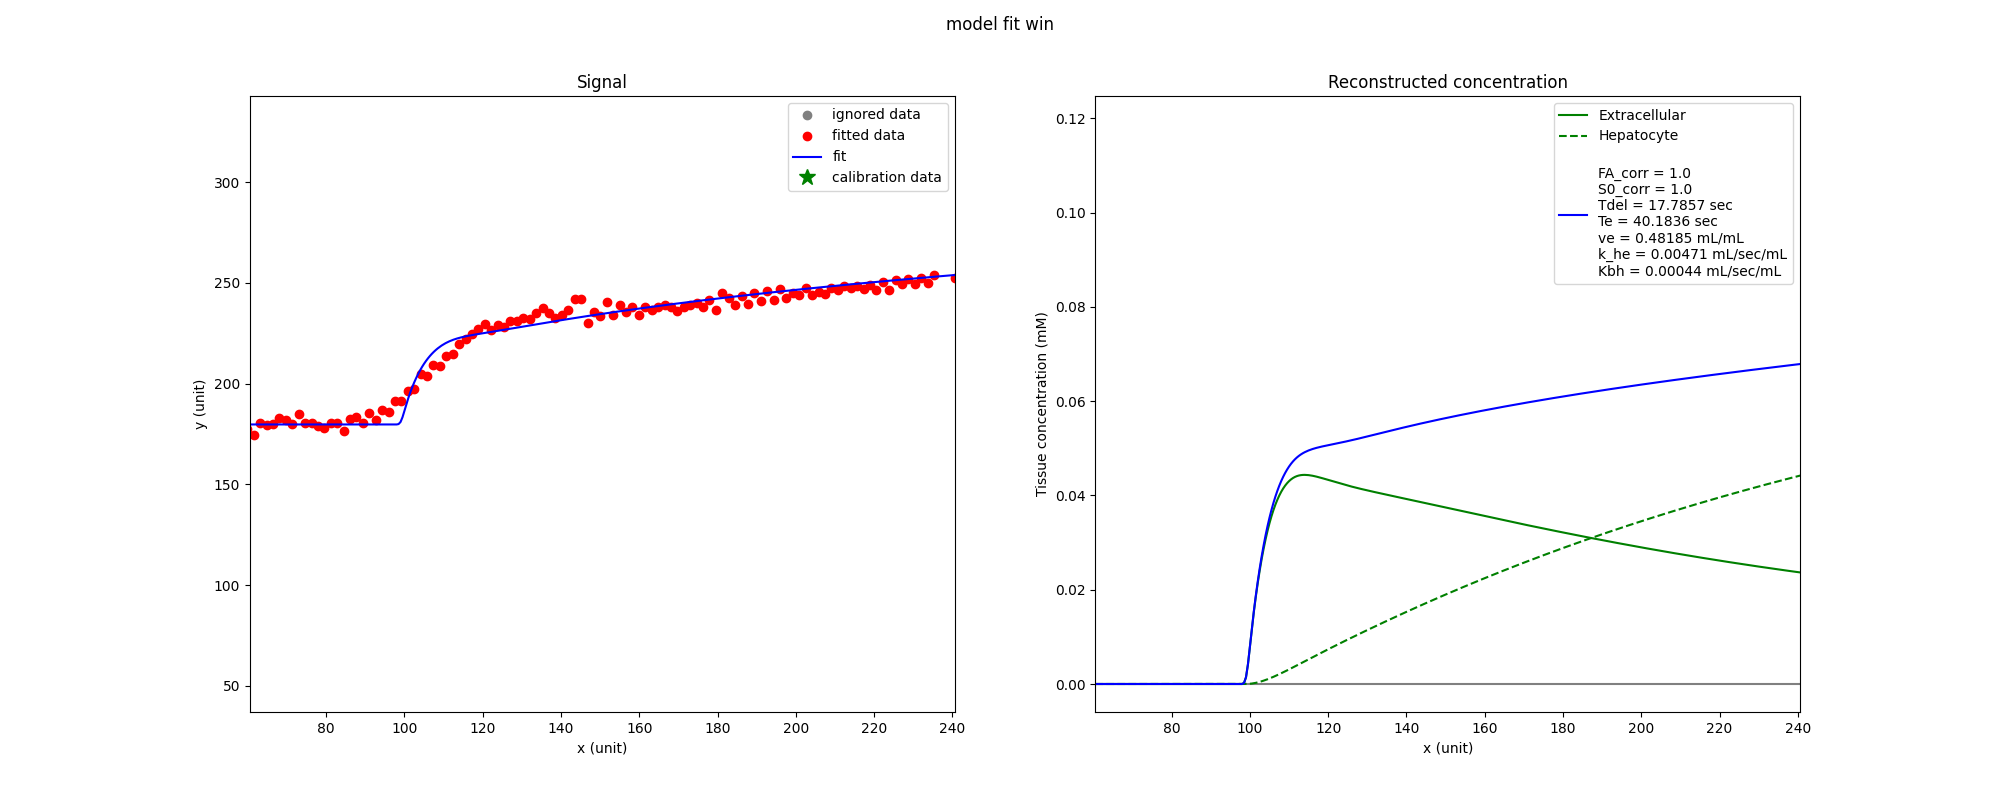 model fit win
Signal
ignored data
fitted data
fit
calibration data
y (unit)
300
250
200
150
100
50
80 100 120 140 160 180 200 220 240
x (unit)
Reconstructed concentration
Extracellular
Hepatocyte
FA_corr = 1.0
S0_corr = 1.0
Tdel = 17.7857 sec
Te = 40.1836 sec
ve = 0.48185 mL/mL
k_he = 0.00471 mL/sec/mL
Kbh = 0.00044 mL/sec/mL
Tissue concentration (mM)
0.12
0.10
0.08
0.06
0.04
0.02
0.00
80 100 120 140 160 180 200 220 240
x (unit)